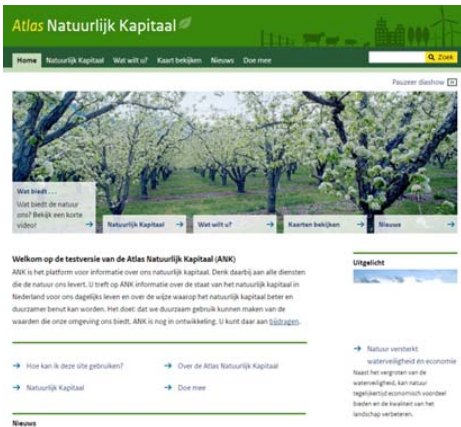 Atlas Natuurlijk Kapitaal
Home Natuurlijk Kapitaal Wat wilt u? Kaart bekijken Nieuws Doe mee
Zoek
Pauzeer diashow
Wat biedt . . .
Wat biedt de natuur
ons? Bekijk een korte
video!
Natuurlijk Kapitaal
Wat wilt u?
Kaarten bekijken
Nieuws
Welkom op de testversie van de Atlas Natuurlijk Kapitaal (ANK)
ANK is het platform voor informatie over ons natuurlijk kapitaal. Denk daarbij aan alle diensten
die de natuur ons levert. U treft op ANK informatie over de staat van het natuurlijk kapitaal in
Nederland voor ons dagelijks leven en over de wijze waarop het natuurlijk kapitaal beter en
duurzamer benut kan worden. Het doel: dat we duurzaam gebruik kunnen maken van de
waarden die onze omgeving ons biedt. ANK is nog in ontwikkeling. U kunt daar aan bijdragen.
Hoe kan ik deze site gebruiken?
Over de Atlas Natuurlijk Kapitaal
Natuurlijk Kapitaal
Doe mee
Nieuws
Uitgelicht
Natuur versterkt
waterveiligheid én economie
Naast het vergroten van de
waterveiligheid, kan natuur
tegelijkertijd economisch voordeel
bieden en de kwaliteit van het
landschap verbeteren.